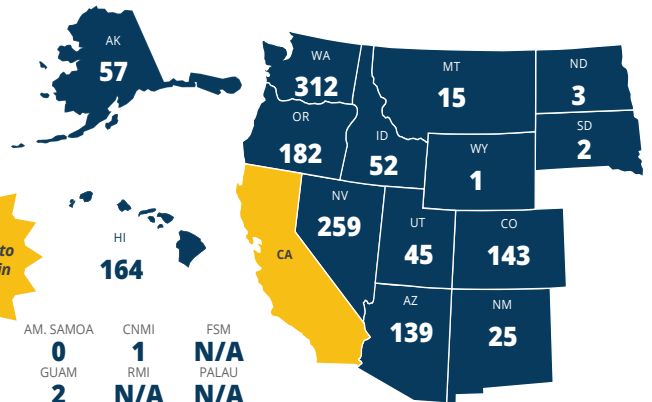 AK
57
WA
312
MT
15
ND
3
OR
182
ID
52
SD
2
WY
1
NV
259
UT
45
CO
143
to
in
HI
164
CA
AZ
139
NM
25
AM. SAMOA CNMI FSM
0 1 N/A
GUAM RMI PALAU
2 N/A N/A